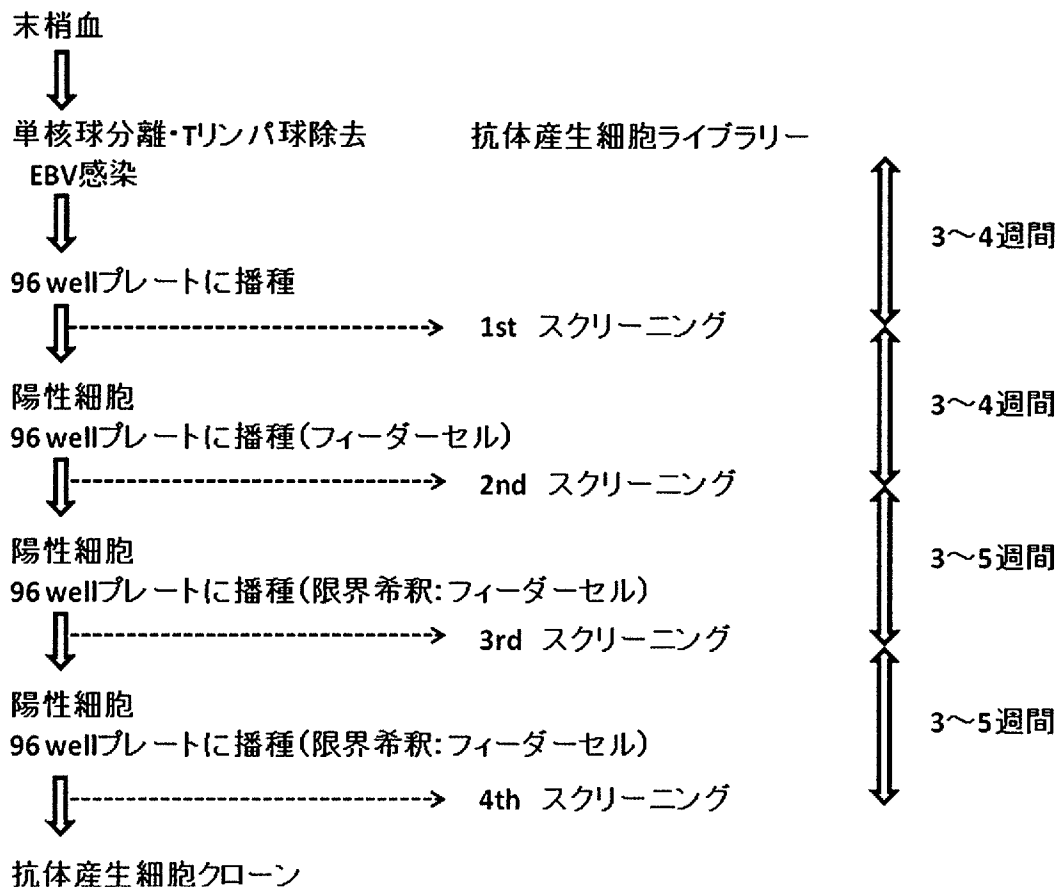 末梢血
単核球分離・Tリンパ球除去 抗体産生細胞ライブラリー
EBV感染
3～4週間
96 wellプレートに播種
1st スクリーニング
陽性細胞
3～4週間
96 wellプレートに播種（フィーダーセル）
2nd スクリーニング
陽性細胞
3～5週間
96 wellプレートに播種（限界希釈：フィーダーセル）
3rd スクリーニング
陽性細胞
3～5週間
96 wellプレートに播種（限界希釈：フィーダーセル）
4th スクリーニング
抗体産生細胞クローン